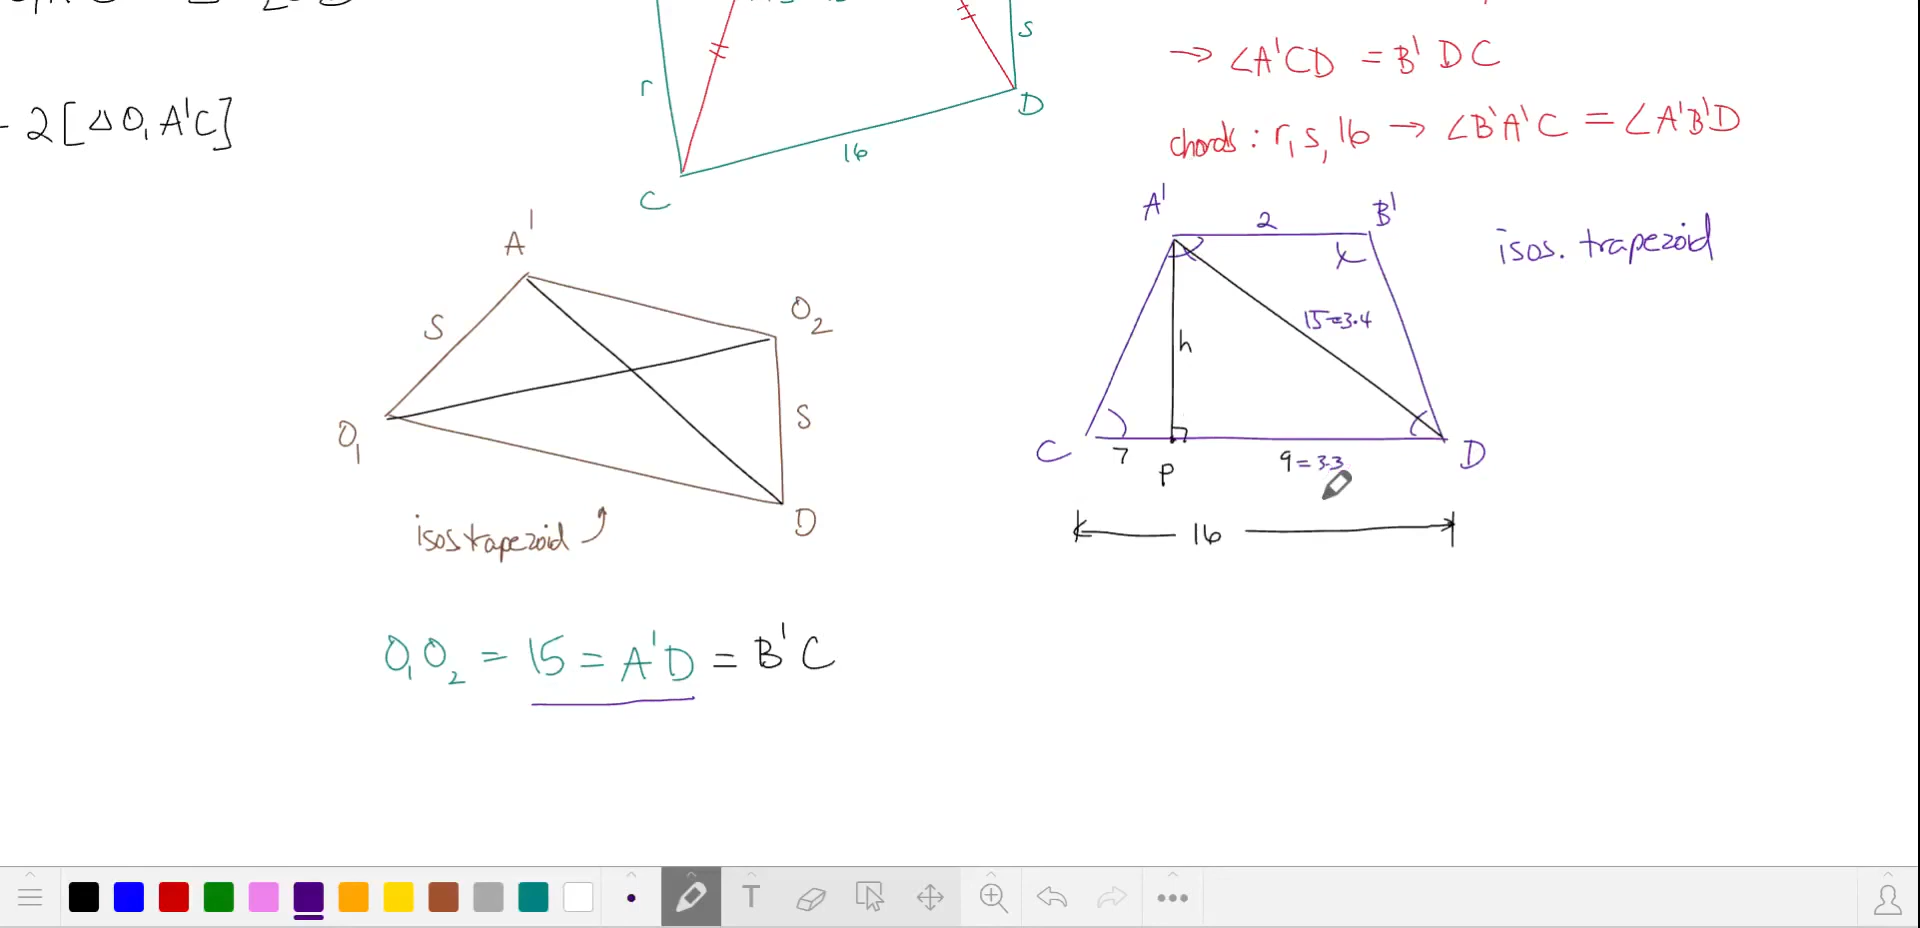 - 2[△O₁A'C]
r
s
D
16
C
→ ∠A'CD = B'DC
chords: r, s, 16 → ∠B'A'C = ∠A'B'D
A'
S
O₂
O₁
S
D
isos trapezoid
A'
2
B'
isos. trapezoid
15=3·4
h
C
7
P
9=3·3
D
16
O₁O₂ = 15 = A'D = B'C
T